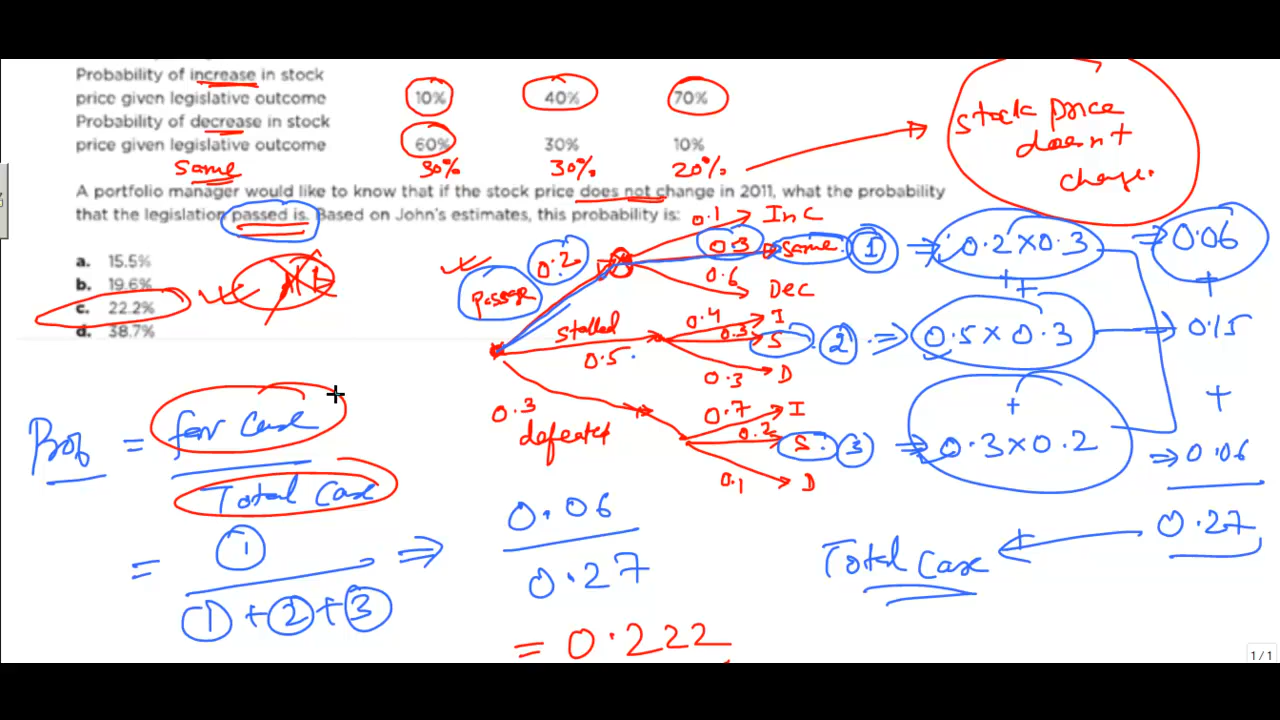 Probability of increase in stock
price given legislative outcome 10% 40% 70%
Probability of decrease in stock
price given legislative outcome 60% 30% 10%
Same 30% 30% 20%
stock price
doesn't
change.
A portfolio manager would like to know that if the stock price does not change in 2011, what the probability
that the legislation passed is. Based on John's estimates, this probability is:
a. 15.5%
b. 19.6%
c. 22.2%
d. 38.7%
passage 0.2
0.1 Inc
0.3 Same 1 ⇒ 0.2 × 0.3 ⇒ 0.06
0.6 Dec
+ +
stalled 0.5
0.4 I
0.3 S 2 ⇒ 0.5 × 0.3 → 0.15
0.3 D
+ +
0.3 defeated
0.7 I
0.2 S 3 ⇒ 0.3 × 0.2 ⇒ 0.06
0.1 D
0.27
Total Case
= fav case
Total Case
= 1 ⇒ 0.06
1 + 2 + 3 0.27
= 0.222
1 / 1